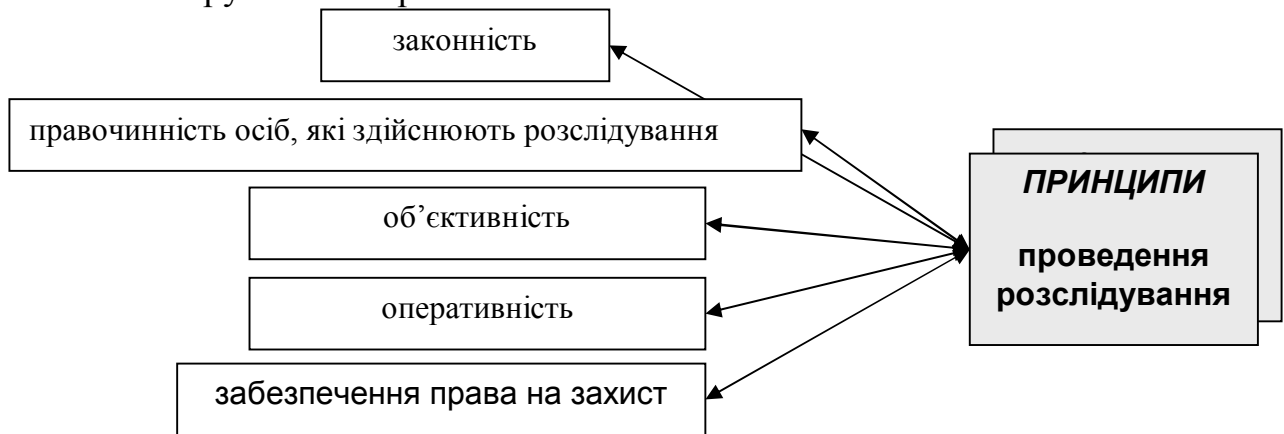 законність
правочинність осіб, які здійснюють розслідування
об’єктивність
оперативність
забезпечення права на захист
ПРИНЦИПИ
проведення
розслідування